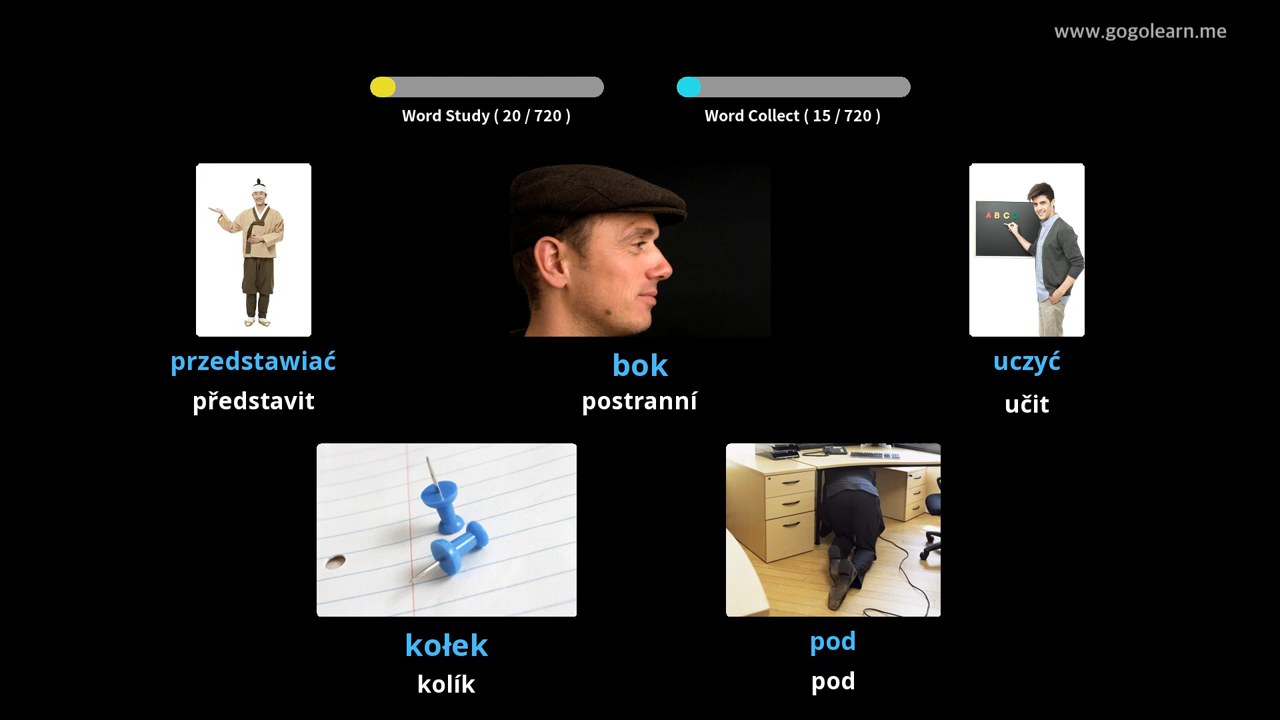 www.gogolearn.me
Word Study ( 20 / 720 )
Word Collect ( 15 / 720 )
przedstawiać
představit
bok
postranní
uczyć
učit
A B C D
kołek
kolík
pod
pod